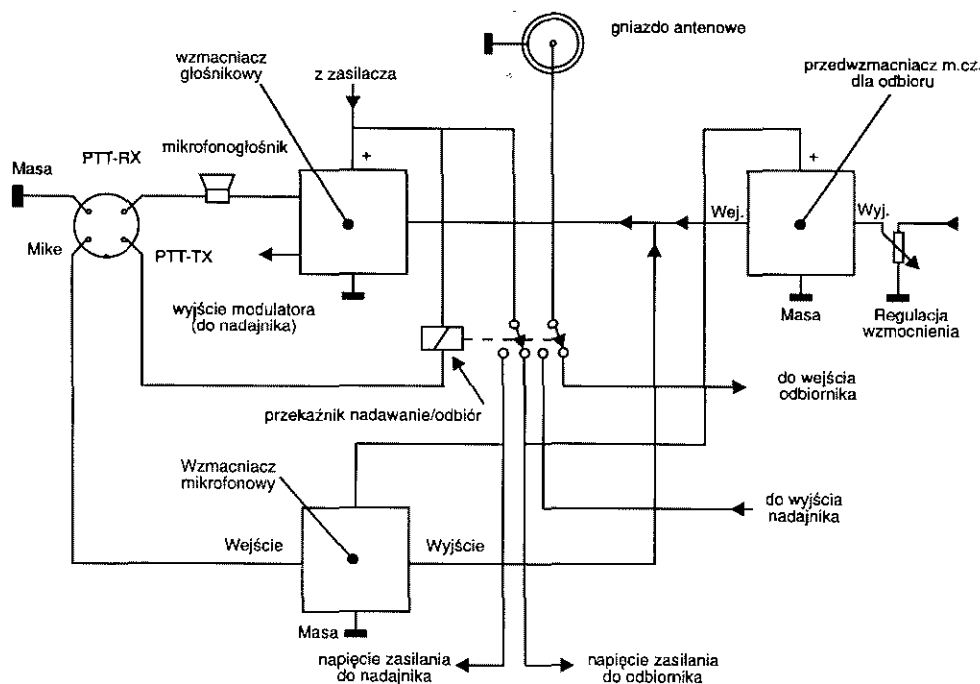 gniazdo antenowe
wzmacniacz
głośnikowy
z zasilacza
przedwzmacniacz m.cz.
dla odbioru
PTT-RX
mikrofonogłośnik
+
+
Masa
Wej.
Wyj.
Mike
PTT-TX
wyjście modulatora
(do nadajnika)
Masa
Regulacja
wzmocnienia
do wejścia
odbiornika
przekaźnik nadawanie/odbiór
Wzmacniacz
mikrofonowy
do wyjścia
nadajnika
Wejście
Wyjście
Masa
napięcie zasilania
do nadajnika
napięcie zasilania
do odbiornika